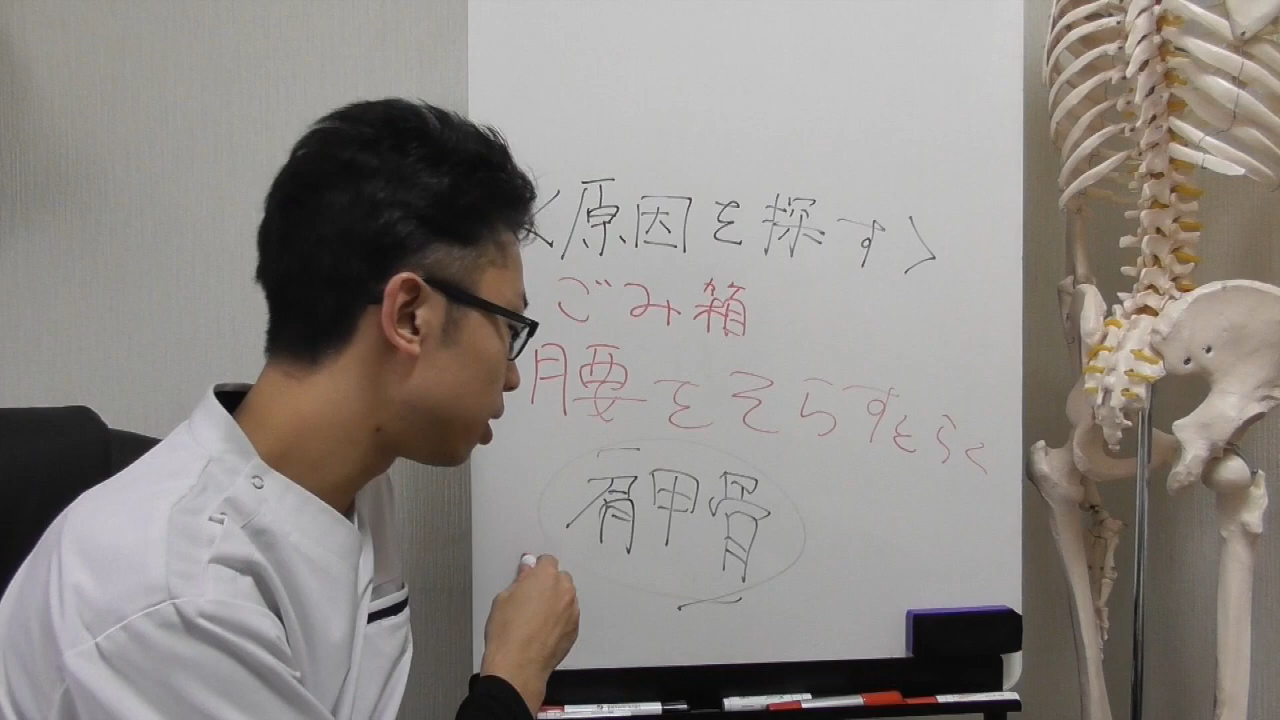 <原因を探す>
ごみ箱
腰をそらすとらく
肩甲骨